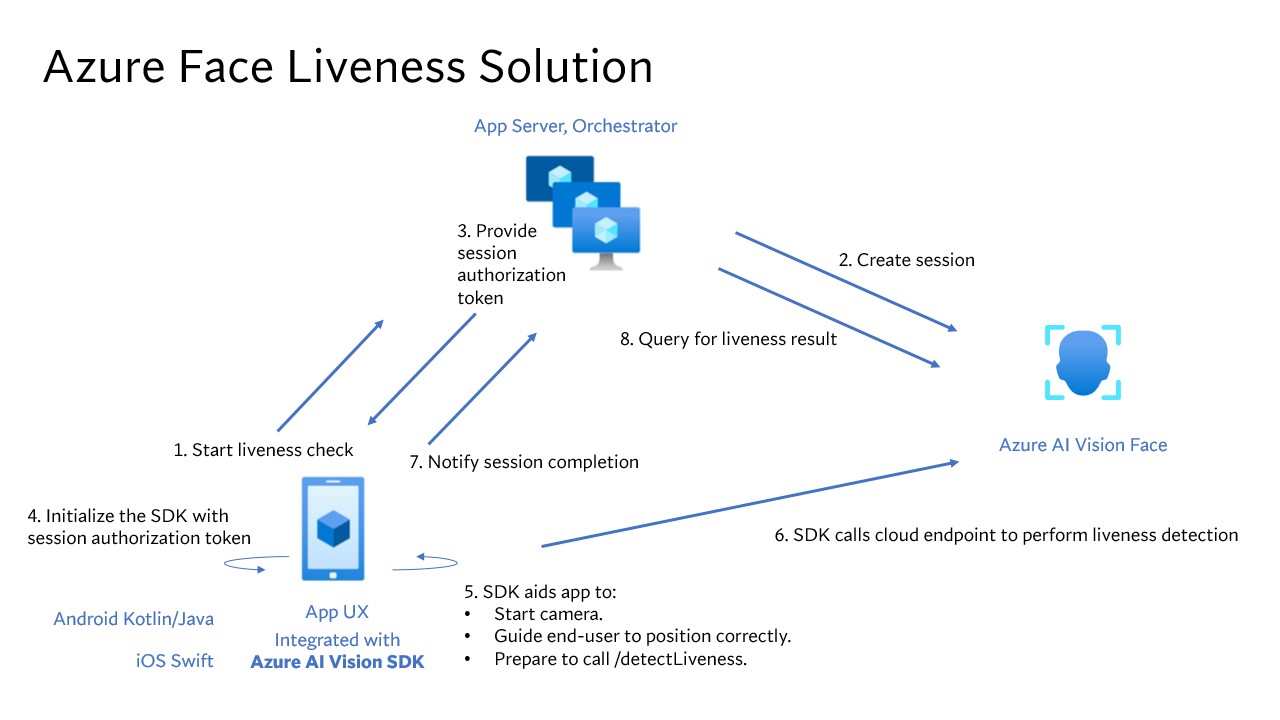 Azure Face Liveness Solution
App Server, Orchestrator
3. Provide
session
authorization
token
2. Create session
8. Query for liveness result
1. Start liveness check
7. Notify session completion
Azure AI Vision Face
4. Initialize the SDK with
session authorization token
6. SDK calls cloud endpoint to perform liveness detection
5. SDK aids app to:
• Start camera.
• Guide end-user to position correctly.
• Prepare to call /detectLiveness.
Android Kotlin/Java
iOS Swift
App UX
Integrated with
Azure AI Vision SDK